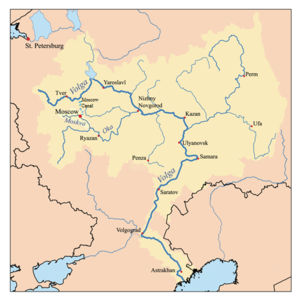 St. Petersburg
Volga
Yaroslavl
Perm
Tver
Moscow
Canal
Nizhny
Novgorod
Moscow
Kazan
Moskva
Oka
Ufa
Ryazan
Ulyanovsk
Penza
Samara
Volga
Saratov
Volgograd
Astrakhan